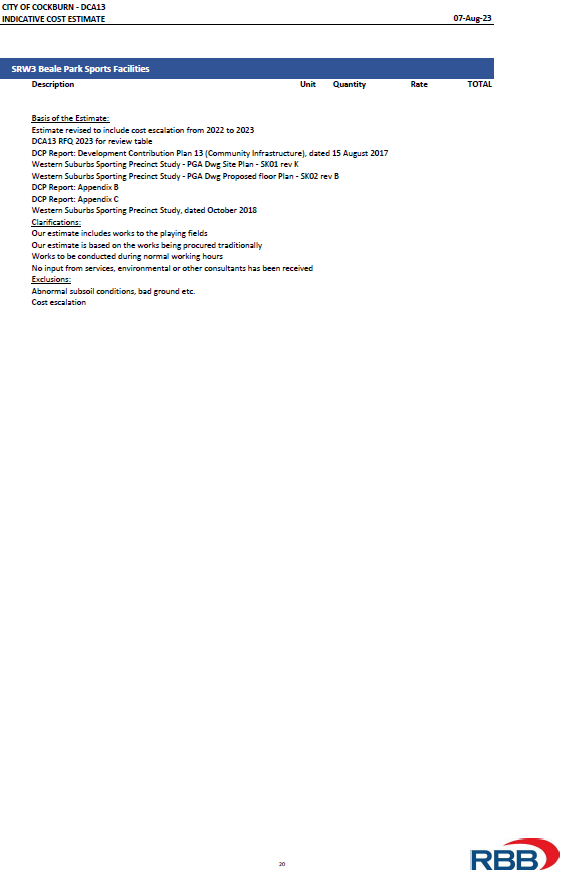 CITY OF COCKBURN - DCA13
INDICATIVE COST ESTIMATE 07-Aug-23
SRW3 Beale Park Sports Facilities
Description Unit Quantity Rate TOTAL
Basis of the Estimate:
Estimate revised to include cost escalation from 2022 to 2023
DCA13 RFQ 2023 for review table
DCP Report: Development Contribution Plan 13 (Community Infrastructure), dated 15 August 2017
Western Suburbs Sporting Precinct Study - PGA Dwg Site Plan - SK01 rev K
Western Suburbs Sporting Precinct Study - PGA Dwg Proposed floor Plan - SK02 rev B
DCP Report: Appendix B
DCP Report: Appendix C
Western Suburbs Sporting Precinct Study, dated October 2018
Clarifications:
Our estimate includes works to the playing fields
Our estimate is based on the works being procured traditionally
Works to be conducted during normal working hours
No input from services, environmental or other consultants has been received
Exclusions:
Abnormal subsoil conditions, bad ground etc.
Cost escalation
20
RBB